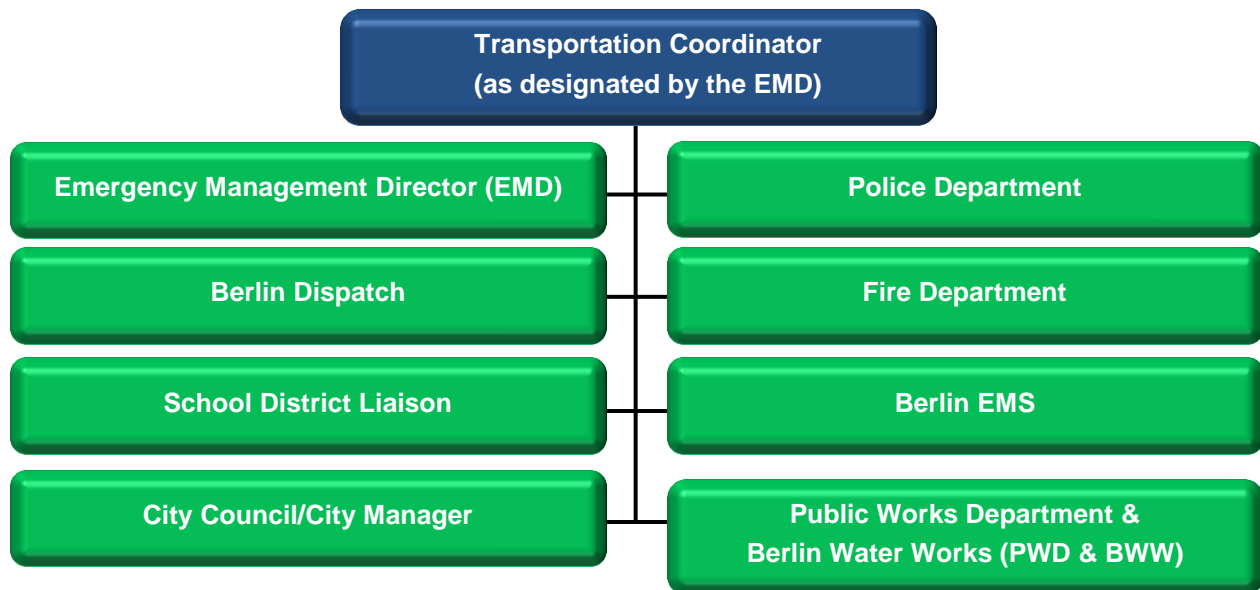 Transportation Coordinator
(as designated by the EMD)
Emergency Management Director (EMD)
Police Department
Berlin Dispatch
Fire Department
School District Liaison
Berlin EMS
City Council/City Manager
Public Works Department &
Berlin Water Works (PWD & BWW)